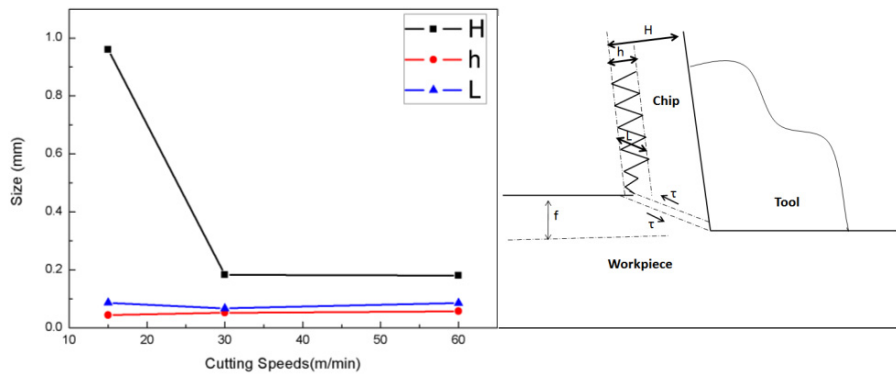 H
h
L
1.0
0.8
0.6
0.4
0.2
0.0
Size (mm)
10
20
30
40
50
60
Cutting Speeds(m/min)
H
h
Chip
L
τ
τ
f
Tool
Workpiece